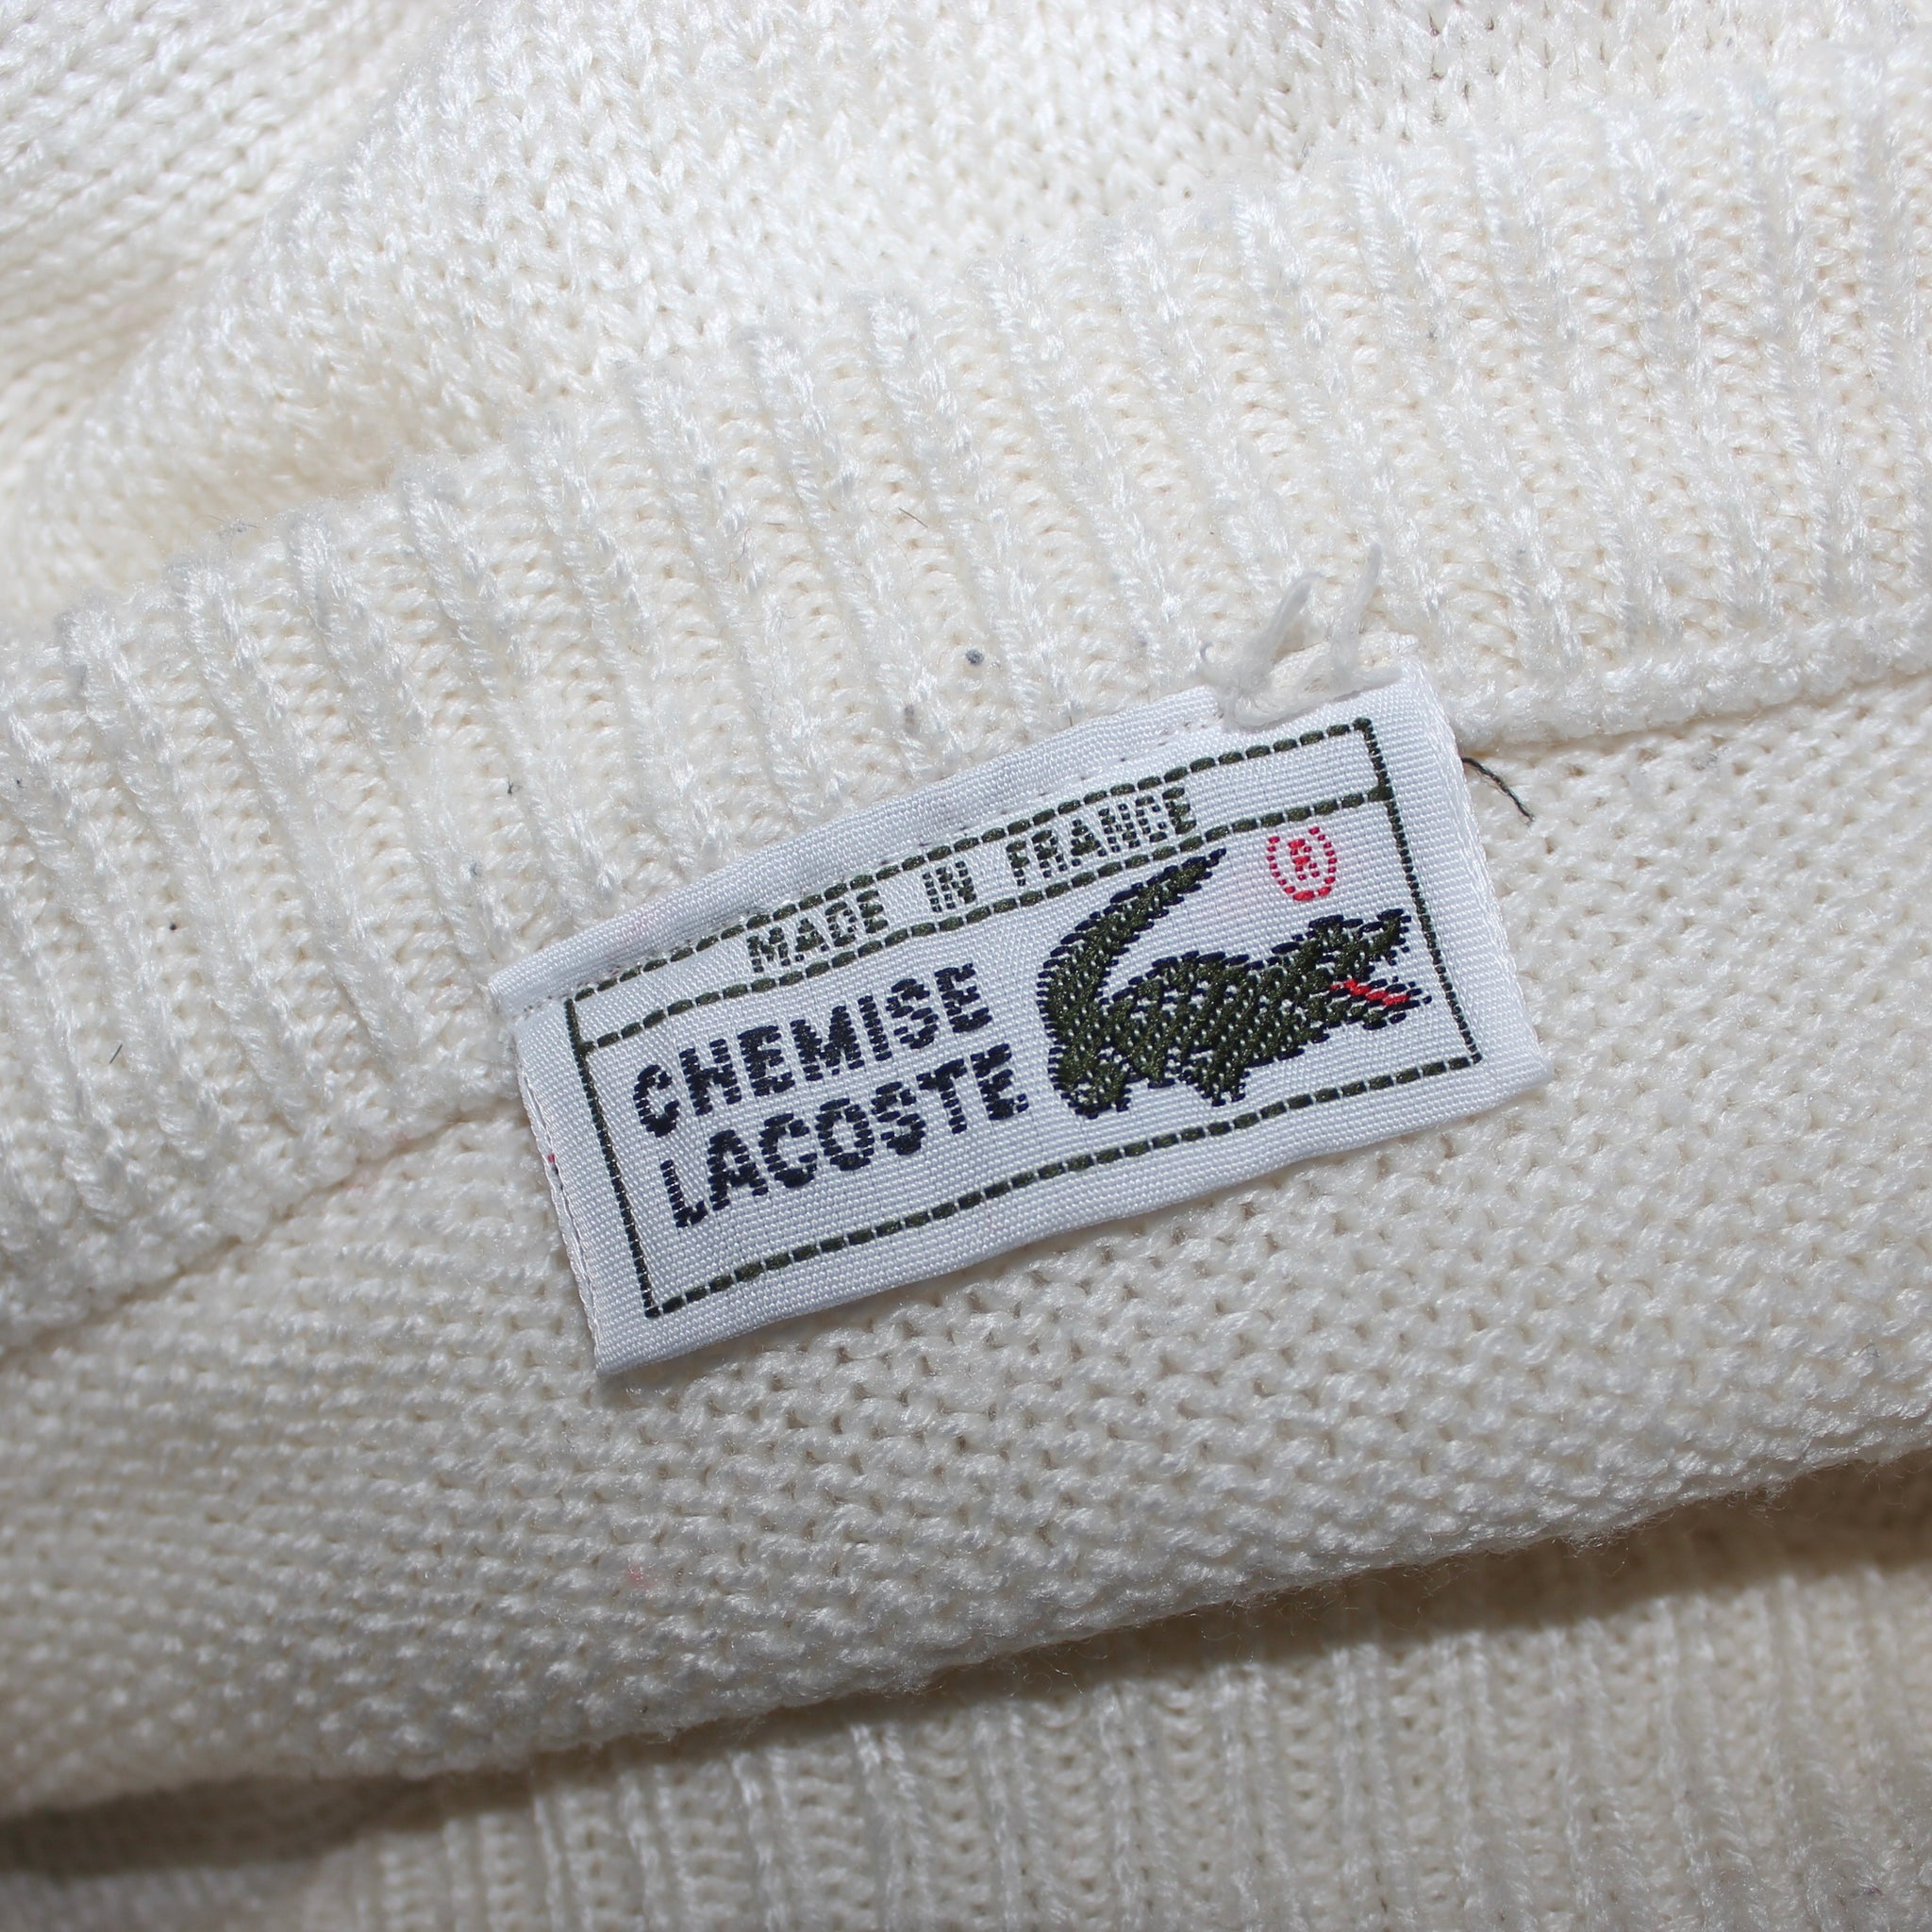 MADE IN FRANCE
®
CHEMISE
LACOSTE